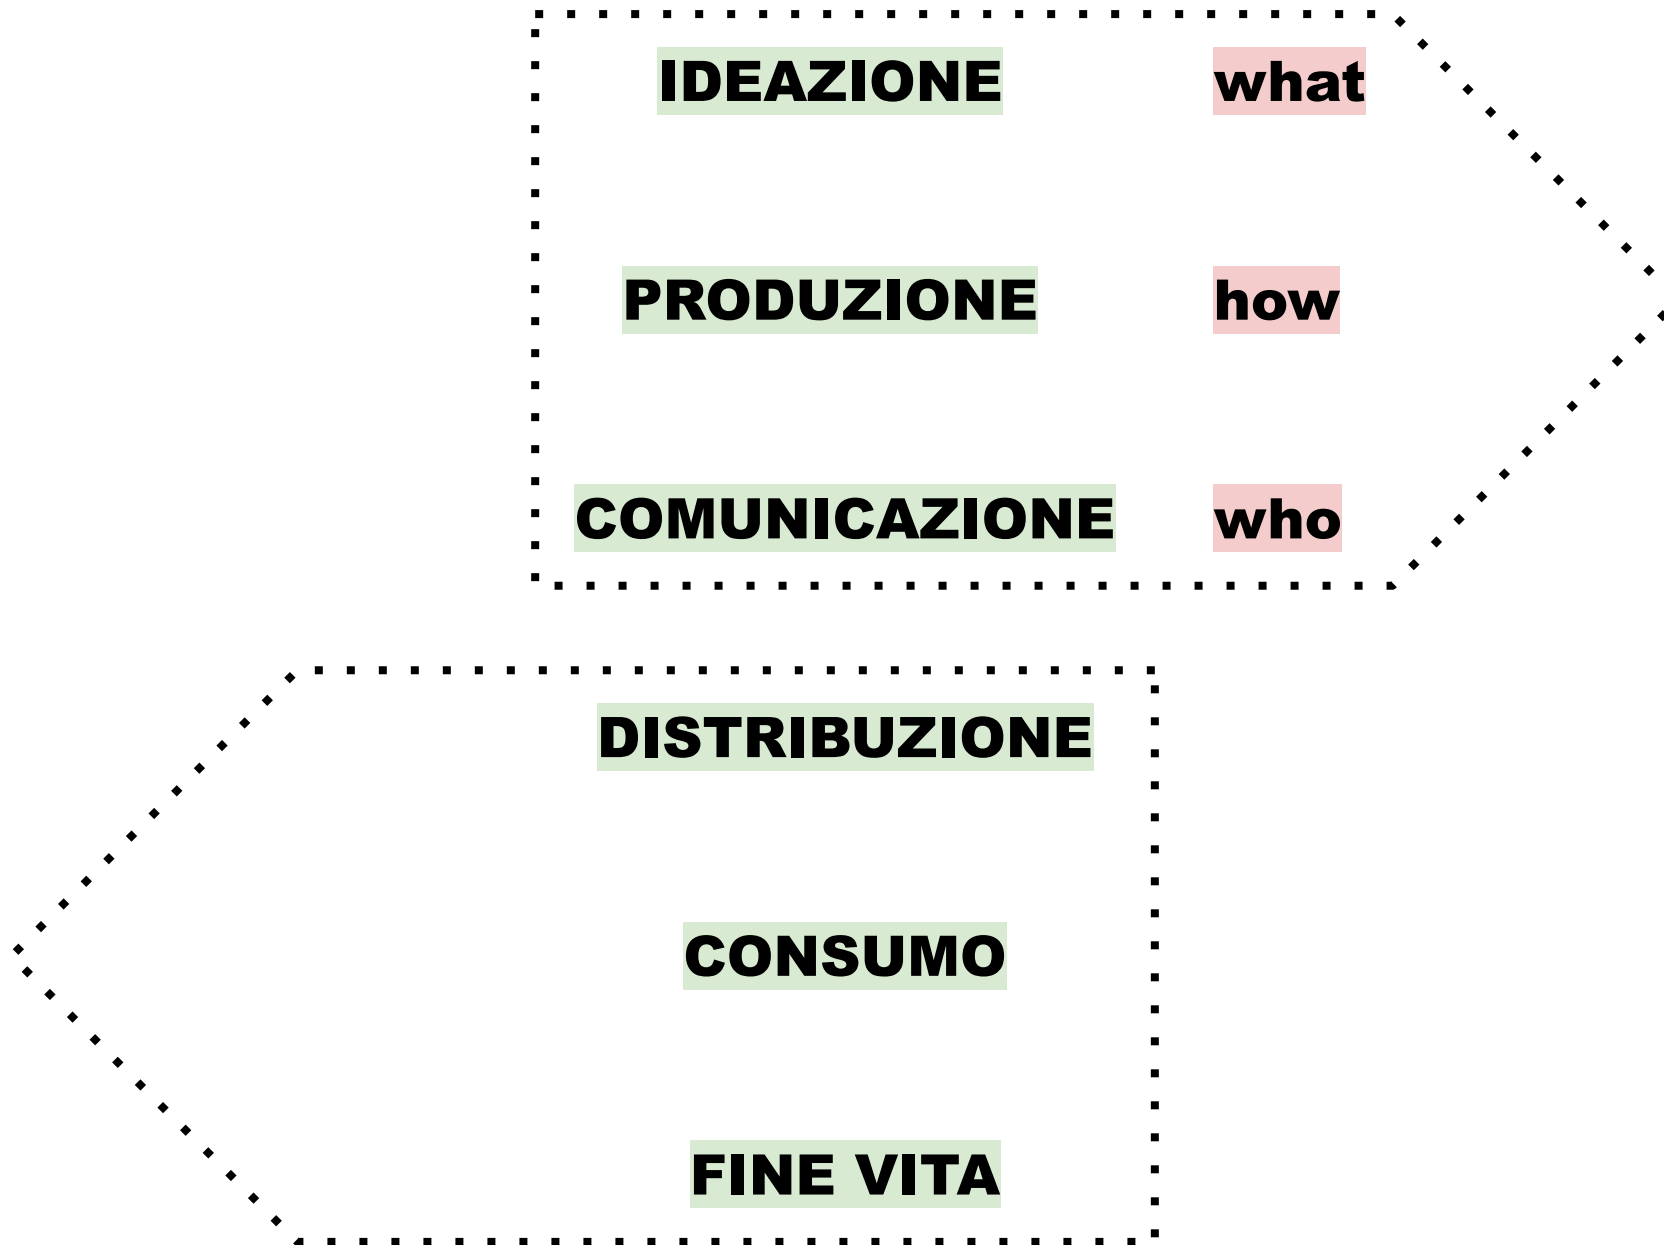 IDEAZIONE what
PRODUZIONE how
COMUNICAZIONE who
DISTRIBUZIONE
CONSUMO
FINE VITA